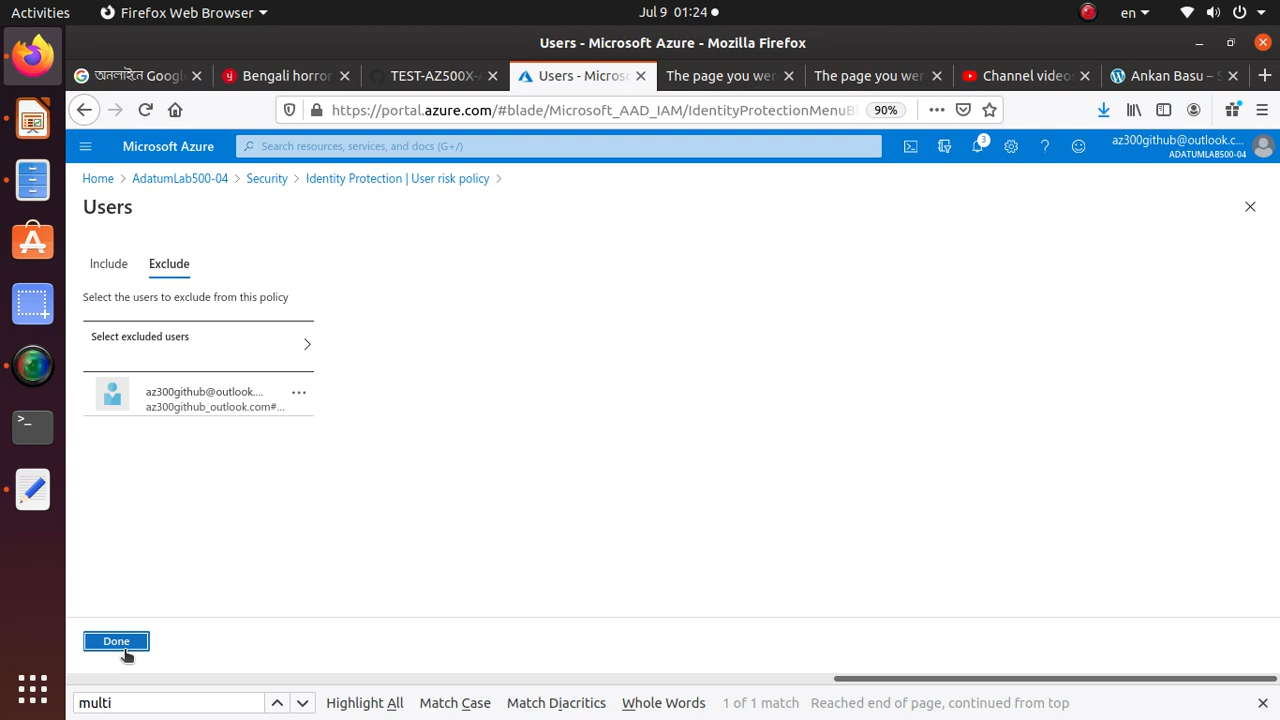 Activities
Firefox Web Browser
Jul 9 01:24
en
Users - Microsoft Azure - Mozilla Firefox
অনলাইনে Googl
Bengali horror
TEST-AZ500X-A
Users - Micros
The page you wer
The page you wer
Channel videos
Ankan Basu – S
https://portal.azure.com/#blade/Microsoft_AAD_IAM/IdentityProtectionMenuBl
90%
Microsoft Azure
Search resources, services, and docs (G+/)
3
az300github@outlook.c...
ADATUMLAB500-04
Home > AdatumLab500-04 > Security > Identity Protection | User risk policy >
Users
Include
Exclude
Select the users to exclude from this policy
Select excluded users
az300github@outlook....
az300github_outlook.com#...
Done
multi
Highlight All
Match Case
Match Diacritics
Whole Words
1 of 1 match
Reached end of page, continued from top